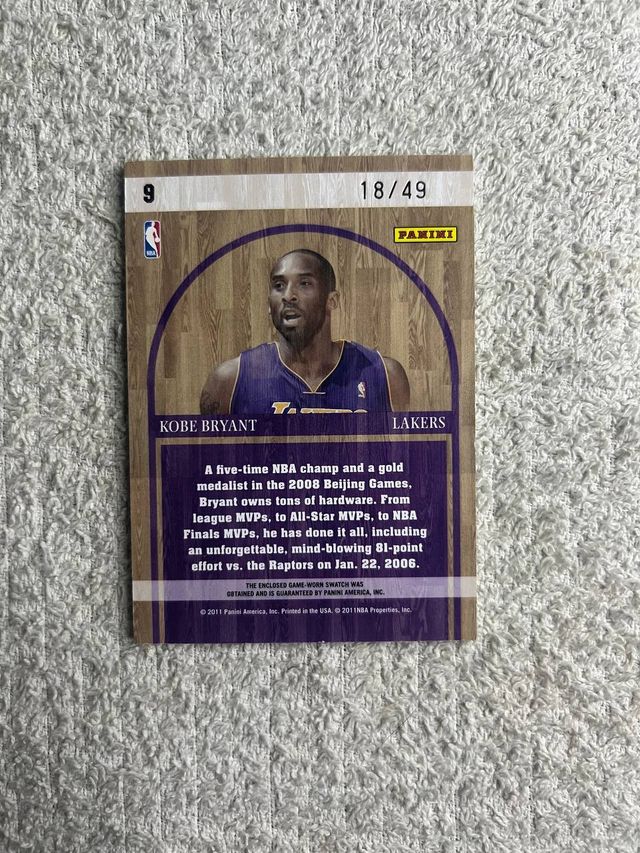 9
18/49
NBA
PANINI
KOBE BRYANT
LAKERS
A five-time NBA champ and a gold
medalist in the 2008 Beijing Games,
Bryant owns tons of hardware. From
league MVPs, to All-Star MVPs, to NBA
Finals MVPs, he has done it all, including
an unforgettable, mind-blowing 81-point
effort vs. the Raptors on Jan. 22, 2006.
THE ENCLOSED GAME-WORN SWATCH WAS
OBTAINED AND IS GUARANTEED BY PANINI AMERICA, INC.
© 2011 Panini America, Inc. Printed in the USA. © 2011NBA Properties, Inc.